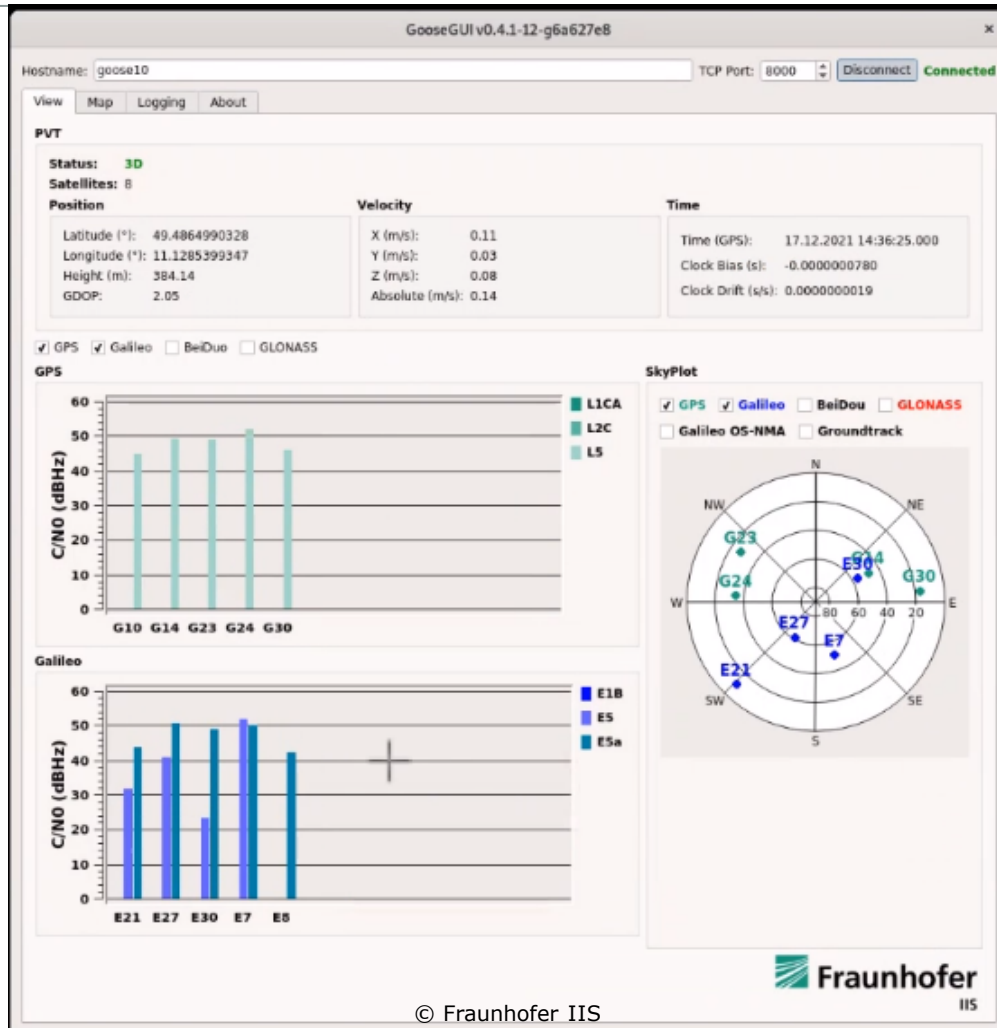 GooseGUI v0.4.1-12-g6a627e8
×
Hostname: goose10 TCP Port: 8000 Disconnect Connected
View Map Logging About
PVT
Status: 3D
Satellites: 8
Position Velocity Time
Latitude (°): 49.4864990328 X (m/s): 0.11 Time (GPS): 17.12.2021 14:36:25.000
Longitude (°): 11.1285399347 Y (m/s): 0.03 Clock Bias (s): -0.0000000780
Height (m): 384.14 Z (m/s): 0.08 Clock Drift (s/s): 0.0000000019
GDOP: 2.05 Absolute (m/s): 0.14
GPS Galileo BeiDuo GLONASS
GPS
60
50
40
30
20
10
0
C/N0 (dBHz)
G10 G14 G23 G24 G30
L1CA
L2C
L5
Galileo
60
50
40
30
20
10
0
C/N0 (dBHz)
E21 E27 E30 E7 E8
E1B
E5
E5a
SkyPlot
GPS Galileo BeiDou GLONASS
Galileo OS-NMA Groundtrack
N
NW NE
G23
E30 G14
G24 G30
W 80 60 40 20 E
E27
E7
E21
SW SE
S
Fraunhofer
IIS
© Fraunhofer IIS